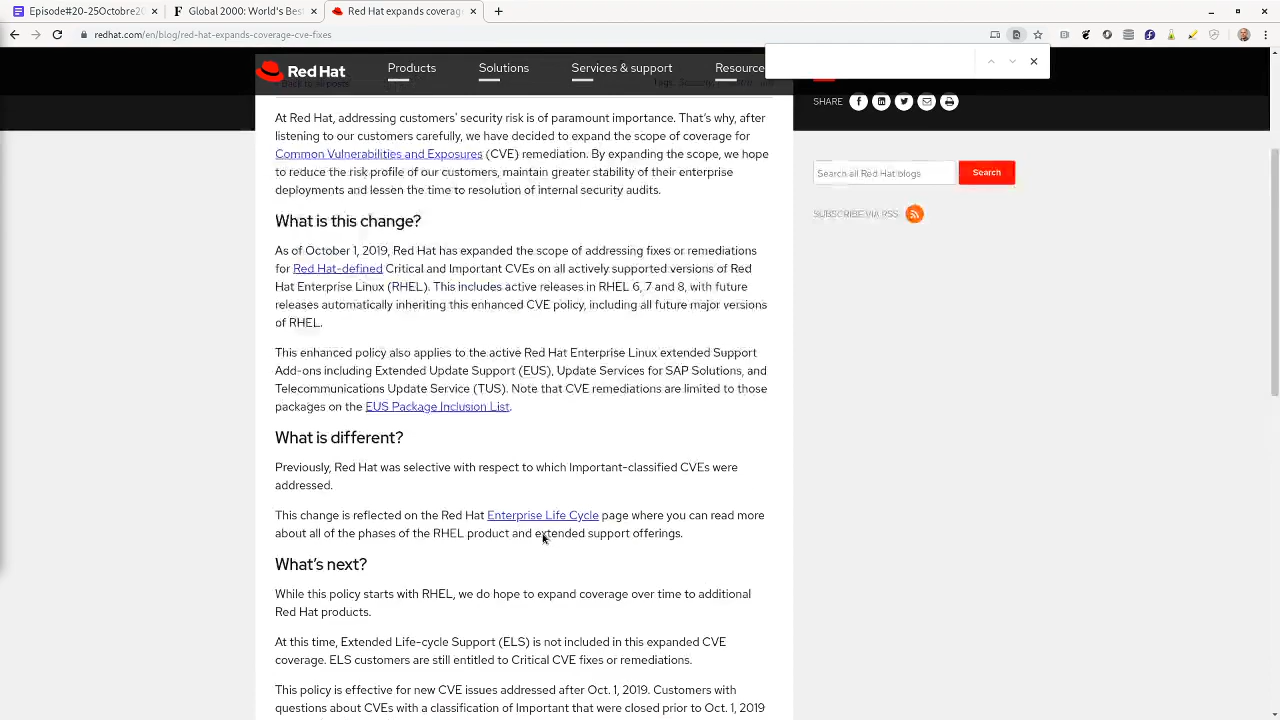 Episode#20-25Octobre2
Global 2000: World's Bes
Red Hat expands coverag
redhat.com/en/blog/red-hat-expands-coverage-cve-fixes
Red Hat
Products
Solutions
Services & support
Resource
SHARE
At Red Hat, addressing customers' security risk is of paramount importance. That's why, after
listening to our customers carefully, we have decided to expand the scope of coverage for
Common Vulnerabilities and Exposures (CVE) remediation. By expanding the scope, we hope
to reduce the risk profile of our customers, maintain greater stability of their enterprise
deployments and lessen the time to resolution of internal security audits.
What is this change?
As of October 1, 2019, Red Hat has expanded the scope of addressing fixes or remediations
for Red Hat-defined Critical and Important CVEs on all actively supported versions of Red
Hat Enterprise Linux (RHEL). This includes active releases in RHEL 6, 7 and 8, with future
releases automatically inheriting this enhanced CVE policy, including all future major versions
of RHEL.
This enhanced policy also applies to the active Red Hat Enterprise Linux extended Support
Add-ons including Extended Update Support (EUS), Update Services for SAP Solutions, and
Telecommunications Update Service (TUS). Note that CVE remediations are limited to those
packages on the EUS Package Inclusion List.
What is different?
Previously, Red Hat was selective with respect to which Important-classified CVEs were
addressed.
This change is reflected on the Red Hat Enterprise Life Cycle page where you can read more
about all of the phases of the RHEL product and extended support offerings.
What's next?
While this policy starts with RHEL, we do hope to expand coverage over time to additional
Red Hat products.
At this time, Extended Life-cycle Support (ELS) is not included in this expanded CVE
coverage. ELS customers are still entitled to Critical CVE fixes or remediations.
This policy is effective for new CVE issues addressed after Oct. 1, 2019. Customers with
questions about CVEs with a classification of Important that were closed prior to Oct. 1, 2019
Search all Red Hat blogs
Search
SUBSCRIBE VIA RSS